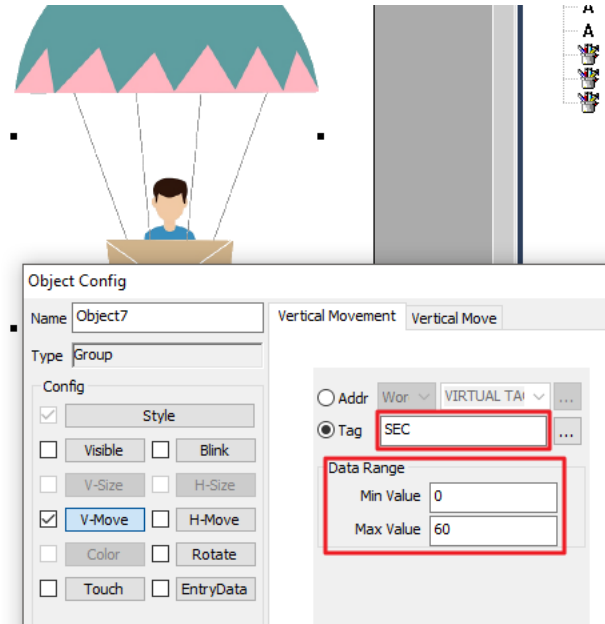 A
A
Object Config
Name Object7
Type Group
Config
Style
Visible Blink
V-Size H-Size
V-Move H-Move
Color Rotate
Touch EntryData
Vertical Movement Vertical Move
Addr Wor VIRTUAL TA ...
Tag SEC ...
Data Range
Min Value 0
Max Value 60